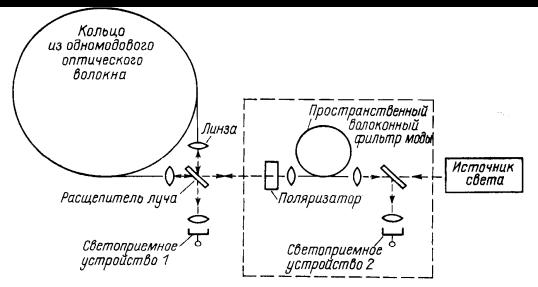 Кольцо
из одномодового
оптического
волокна
Линза
Расщепитель луча
Светоприемное
устройство 1
Пространственный
волоконный
фильтр моды
Поляризатор
Светоприемное
устройство 2
Источник
света